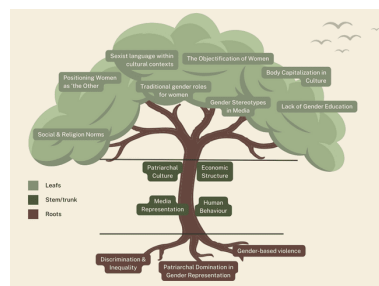 Sexist language within
cultural contexts
The Objectification of Women
Positioning Women
as 'the Other
Traditional gender roles
for women
Body Capitalization in
Culture
Gender Stereotypes
in Media
Lack of Gender Education
Social & Religion Norms
Patriarchal
Culture
Economic
Structure
Leafs
Stem/trunk
Roots
Media
Representation
Human
Behaviour
Gender-based violence
Discrimination &
Inequality
Patriarchal Domination in
Gender Representation